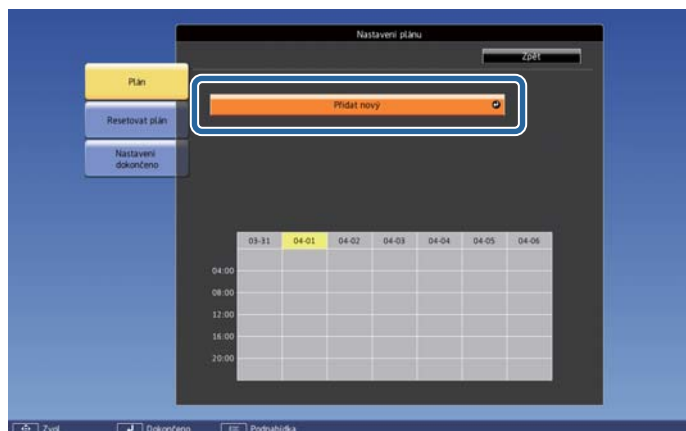 Nastavení plánu
Zpět
Plán
Přidat nový
Resetovat plán
Nastavení
dokončeno
03-31 04-01 04-02 04-03 04-04 04-05 04-06
04:00
08:00
12:00
16:00
20:00
Zvol Dokončeno Podnabídka